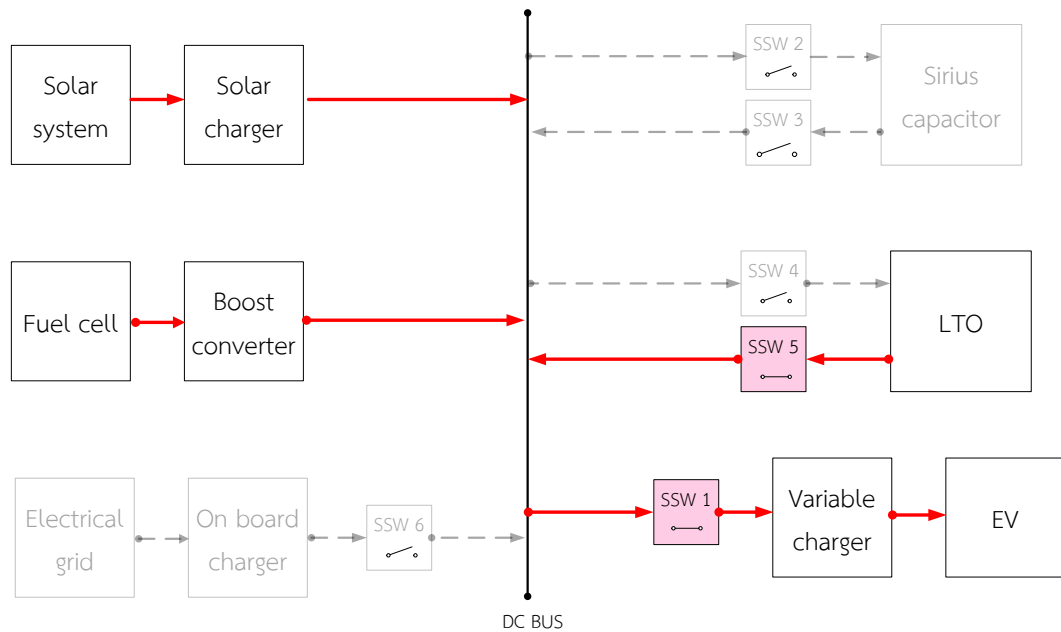 Solar
system
Solar
charger
SSW 2
SSW 3
Sirius
capacitor
Fuel cell
Boost
converter
SSW 4
SSW 5
LTO
Electrical
grid
On board
charger
SSW 6
SSW 1
Variable
charger
EV
DC BUS